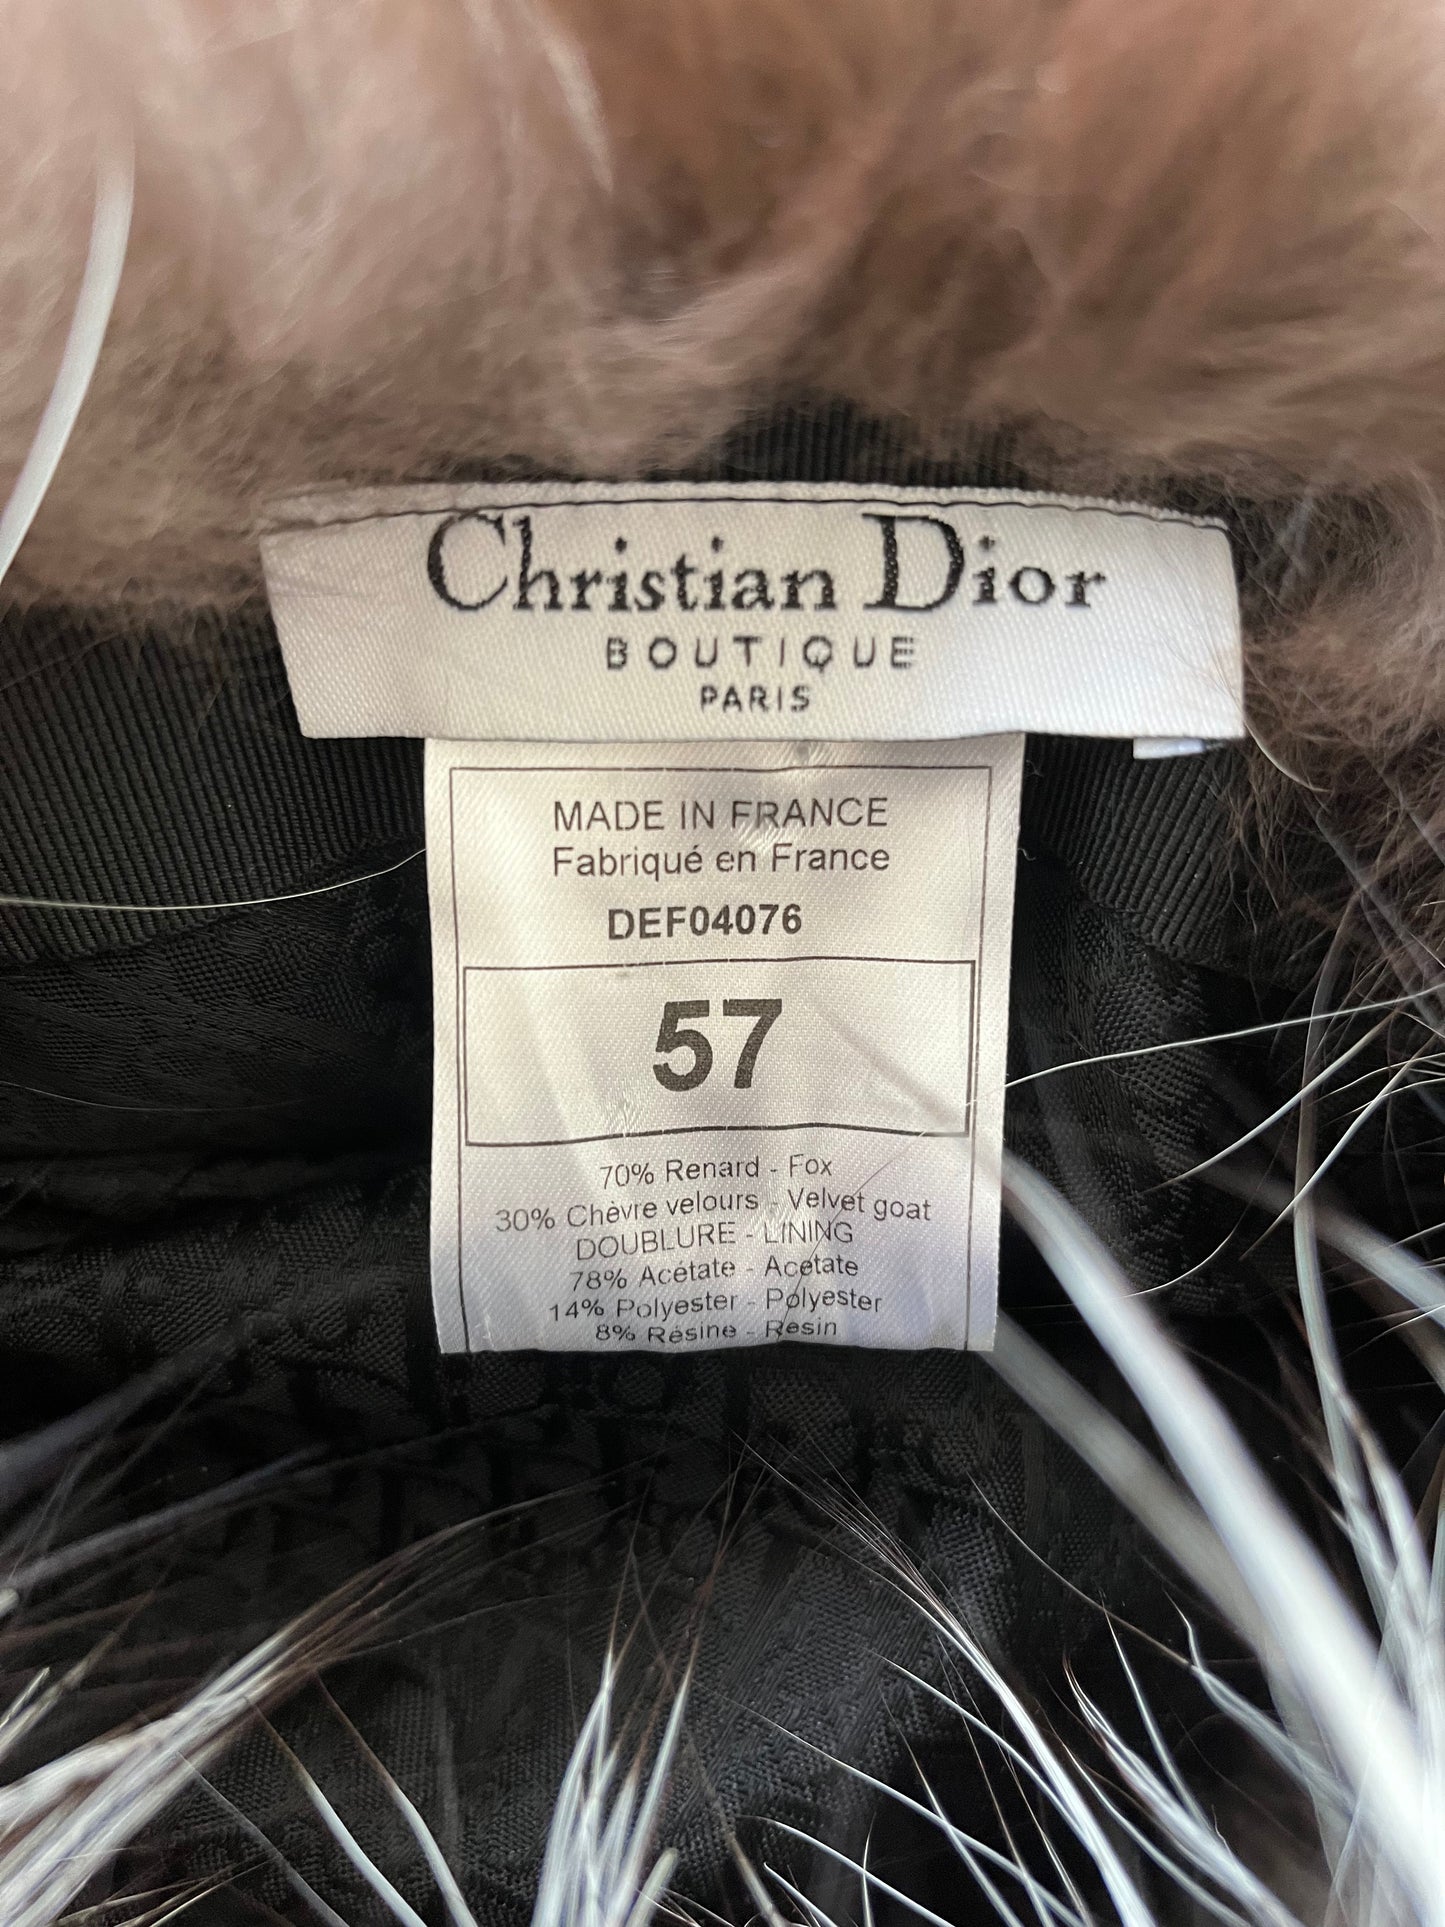 Christian Dior
BOUTIQUE
PARIS
MADE IN FRANCE
Fabriqué en France
DEF04076
57
70% Renard - Fox
30% Chèvre velours - Velvet goat
DOUBLURE - LINING
78% Acétate - Acetate
14% Polyester - Polyester
8% Résine - Resin